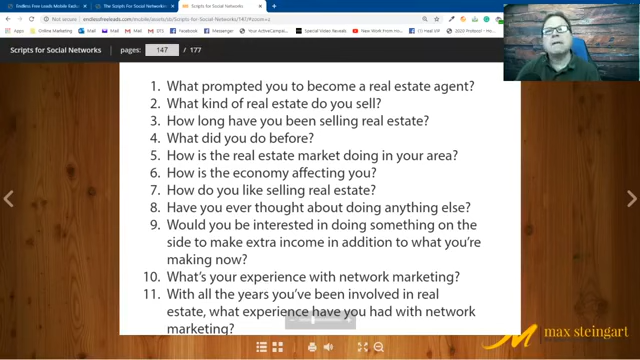 Endless Free Leads Mobile Fast
The Scripts For Social Networks
Scripts for Social Networks
Not secure | endlessfreeleads.com/mobile/assets/sb/Scripts-for-Social-Networks/147/#zoom=z
Apps
Online Marketing
Most Visited
DTS
Facebook
Messenger
Your ActiveCampai...
Special Video Reveals
New Work From H...
2020 Protocol
Scripts for Social Networks pages: 147 / 177
1. What prompted you to become a real estate agent?
2. What kind of real estate do you sell?
3. How long have you been selling real estate?
4. What did you do before?
5. How is the real estate market doing in your area?
6. How is the economy affecting you?
7. How do you like selling real estate?
8. Have you ever thought about doing anything else?
9. Would you be interested in doing something on the
side to make extra income in addition to what you're
making now?
10. What's your experience with network marketing?
11. With all the years you've been involved in real
estate, what experience have you had with network
marketing?
max steingart